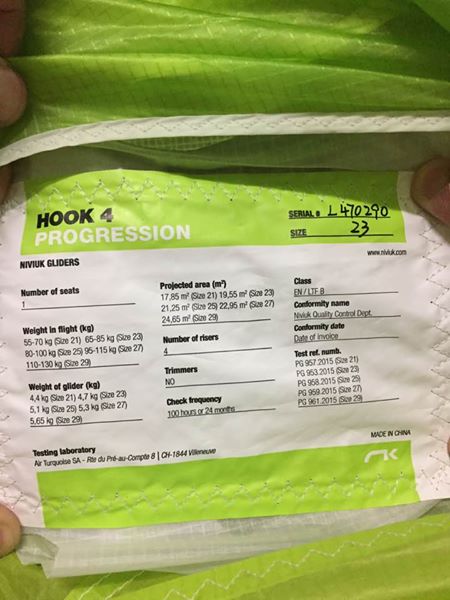 HOOK 4
PROGRESSION
SERIAL # L470290
SIZE 23
NIVIUK GLIDERS
www.niviuk.com
Number of seats
1
Weight in flight (kg)
55-70 kg (Size 21) 65-85 kg (Size 23)
80-100 kg (Size 25) 95-115 kg (Size 27)
110-130 kg (Size 29)
Weight of glider (kg)
4,4 kg (Size 21) 4,7 kg (Size 23)
5,1 kg (Size 25) 5,3 kg (Size 27)
5,65 kg (Size 29)
Projected area (m²)
17,85 m² (Size 21) 19,55 m² (Size 23)
21,25 m² (Size 25) 22,95 m² (Size 27)
24,65 m² (Size 29)
Number of risers
4
Trimmers
NO
Check frequency
100 hours or 24 months
Class
EN / LTF B
Conformity name
Niviuk Quality Control Dept.
Conformity date
Date of invoice
Test ref. numb.
PG 957.2015 (Size 21)
PG 953.2015 (Size 23)
PG 958.2015 (Size 25)
PG 959.2015 (Size 27)
PG 961.2015 (Size 29)
Testing laboratory
Air Turquoise SA - Rte du Pré-au-Compte 8 | CH-1844 Villeneuve
MADE IN CHINA